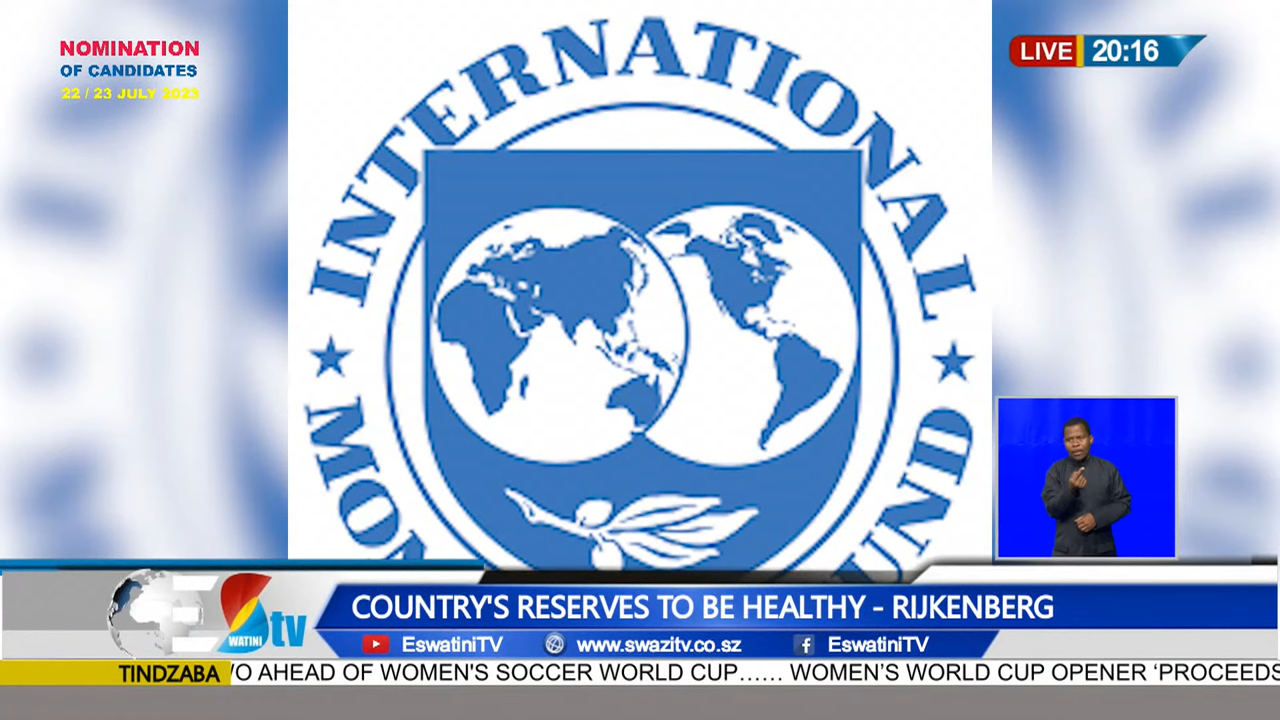 NOMINATION
OF CANDIDATES
22 / 23 JULY 2023
LIVE 20:16
INTERNATIONAL
MON
UND
E WATINI tv
COUNTRY'S RESERVES TO BE HEALTHY - RIJKENBERG
EswatiniTV www.swazitv.co.sz EswatiniTV
TINDZABA /O AHEAD OF WOMEN'S SOCCER WORLD CUP...... WOMEN'S WORLD CUP OPENER ‘PROCEEDS